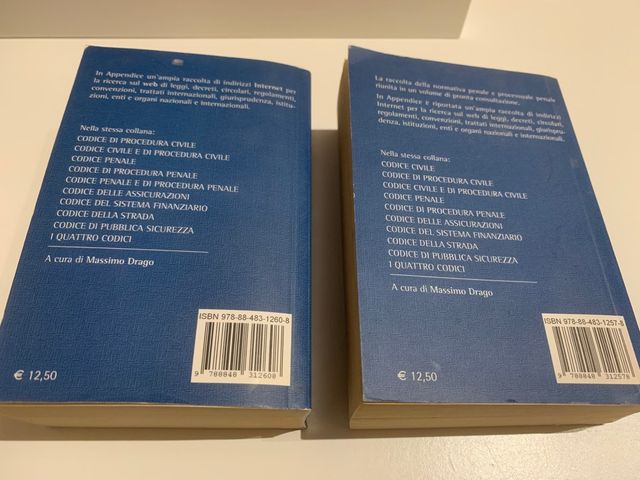 In Appendice un'ampia raccolta di indirizzi Internet per
la ricerca sul web di leggi, decreti, circolari, regolamenti,
convenzioni, trattati internazionali, giurisprudenza, istitu-
zioni, enti e organi nazionali e internazionali.
Nella stessa collana:
CODICE DI PROCEDURA CIVILE
CODICE CIVILE E DI PROCEDURA CIVILE
CODICE PENALE
CODICE DI PROCEDURA PENALE
CODICE PENALE E DI PROCEDURA PENALE
CODICE DELLE ASSICURAZIONI
CODICE DEL SISTEMA FINANZIARIO
CODICE DELLA STRADA
CODICE DI PUBBLICA SICUREZZA
I QUATTRO CODICI
A cura di Massimo Drago
ISBN 978-88-483-1260-8
9 788848 312608
€ 12,50
La raccolta della normativa penale e processuale penale
riunita in un volume di pronta consultazione.
In Appendice è riportata un'ampia raccolta di indirizzi
Internet per la ricerca sul web di leggi, decreti, circolari,
regolamenti, convenzioni, trattati internazionali, giurispru-
denza, istituzioni, enti e organi nazionali e internazionali.
Nella stessa collana:
CODICE CIVILE
CODICE DI PROCEDURA CIVILE
CODICE CIVILE E DI PROCEDURA CIVILE
CODICE PENALE
CODICE DI PROCEDURA PENALE
CODICE DELLE ASSICURAZIONI
CODICE DEL SISTEMA FINANZIARIO
CODICE DELLA STRADA
CODICE DI PUBBLICA SICUREZZA
I QUATTRO CODICI
A cura di Massimo Drago
ISBN 978-88-483-1257-8
9 788848 312578
€ 12,50